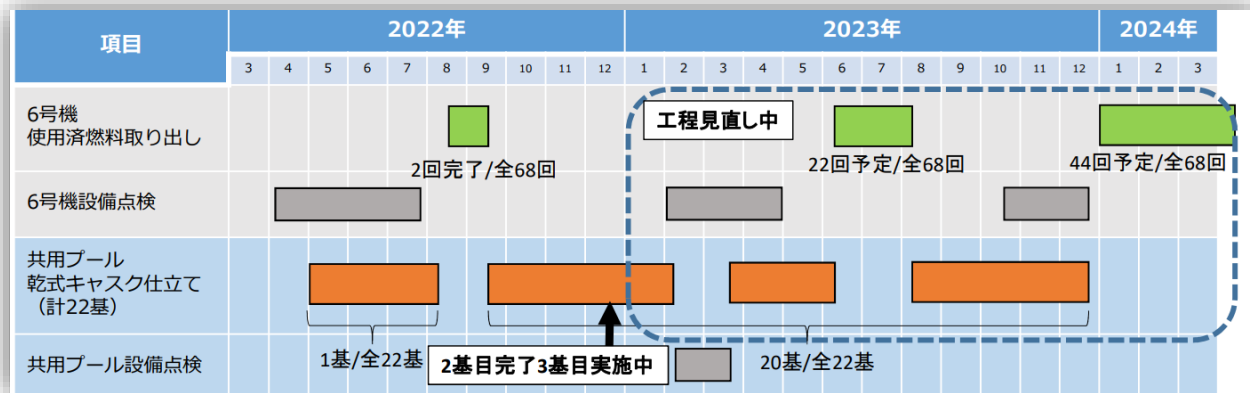 項目
2022年
2023年
2024年
3 4 5 6 7 8 9 10 11 12 1 2 3 4 5 6 7 8 9 10 11 12 1 2 3
6号機
使用済燃料取り出し
工程見直し中
2回完了/全68回
22回予定/全68回
44回予定/全68回
6号機設備点検
共用プール
乾式キャスク仕立て
（計22基）
1基/全22基
2基目完了3基目実施中
20基/全22基
共用プール設備点検